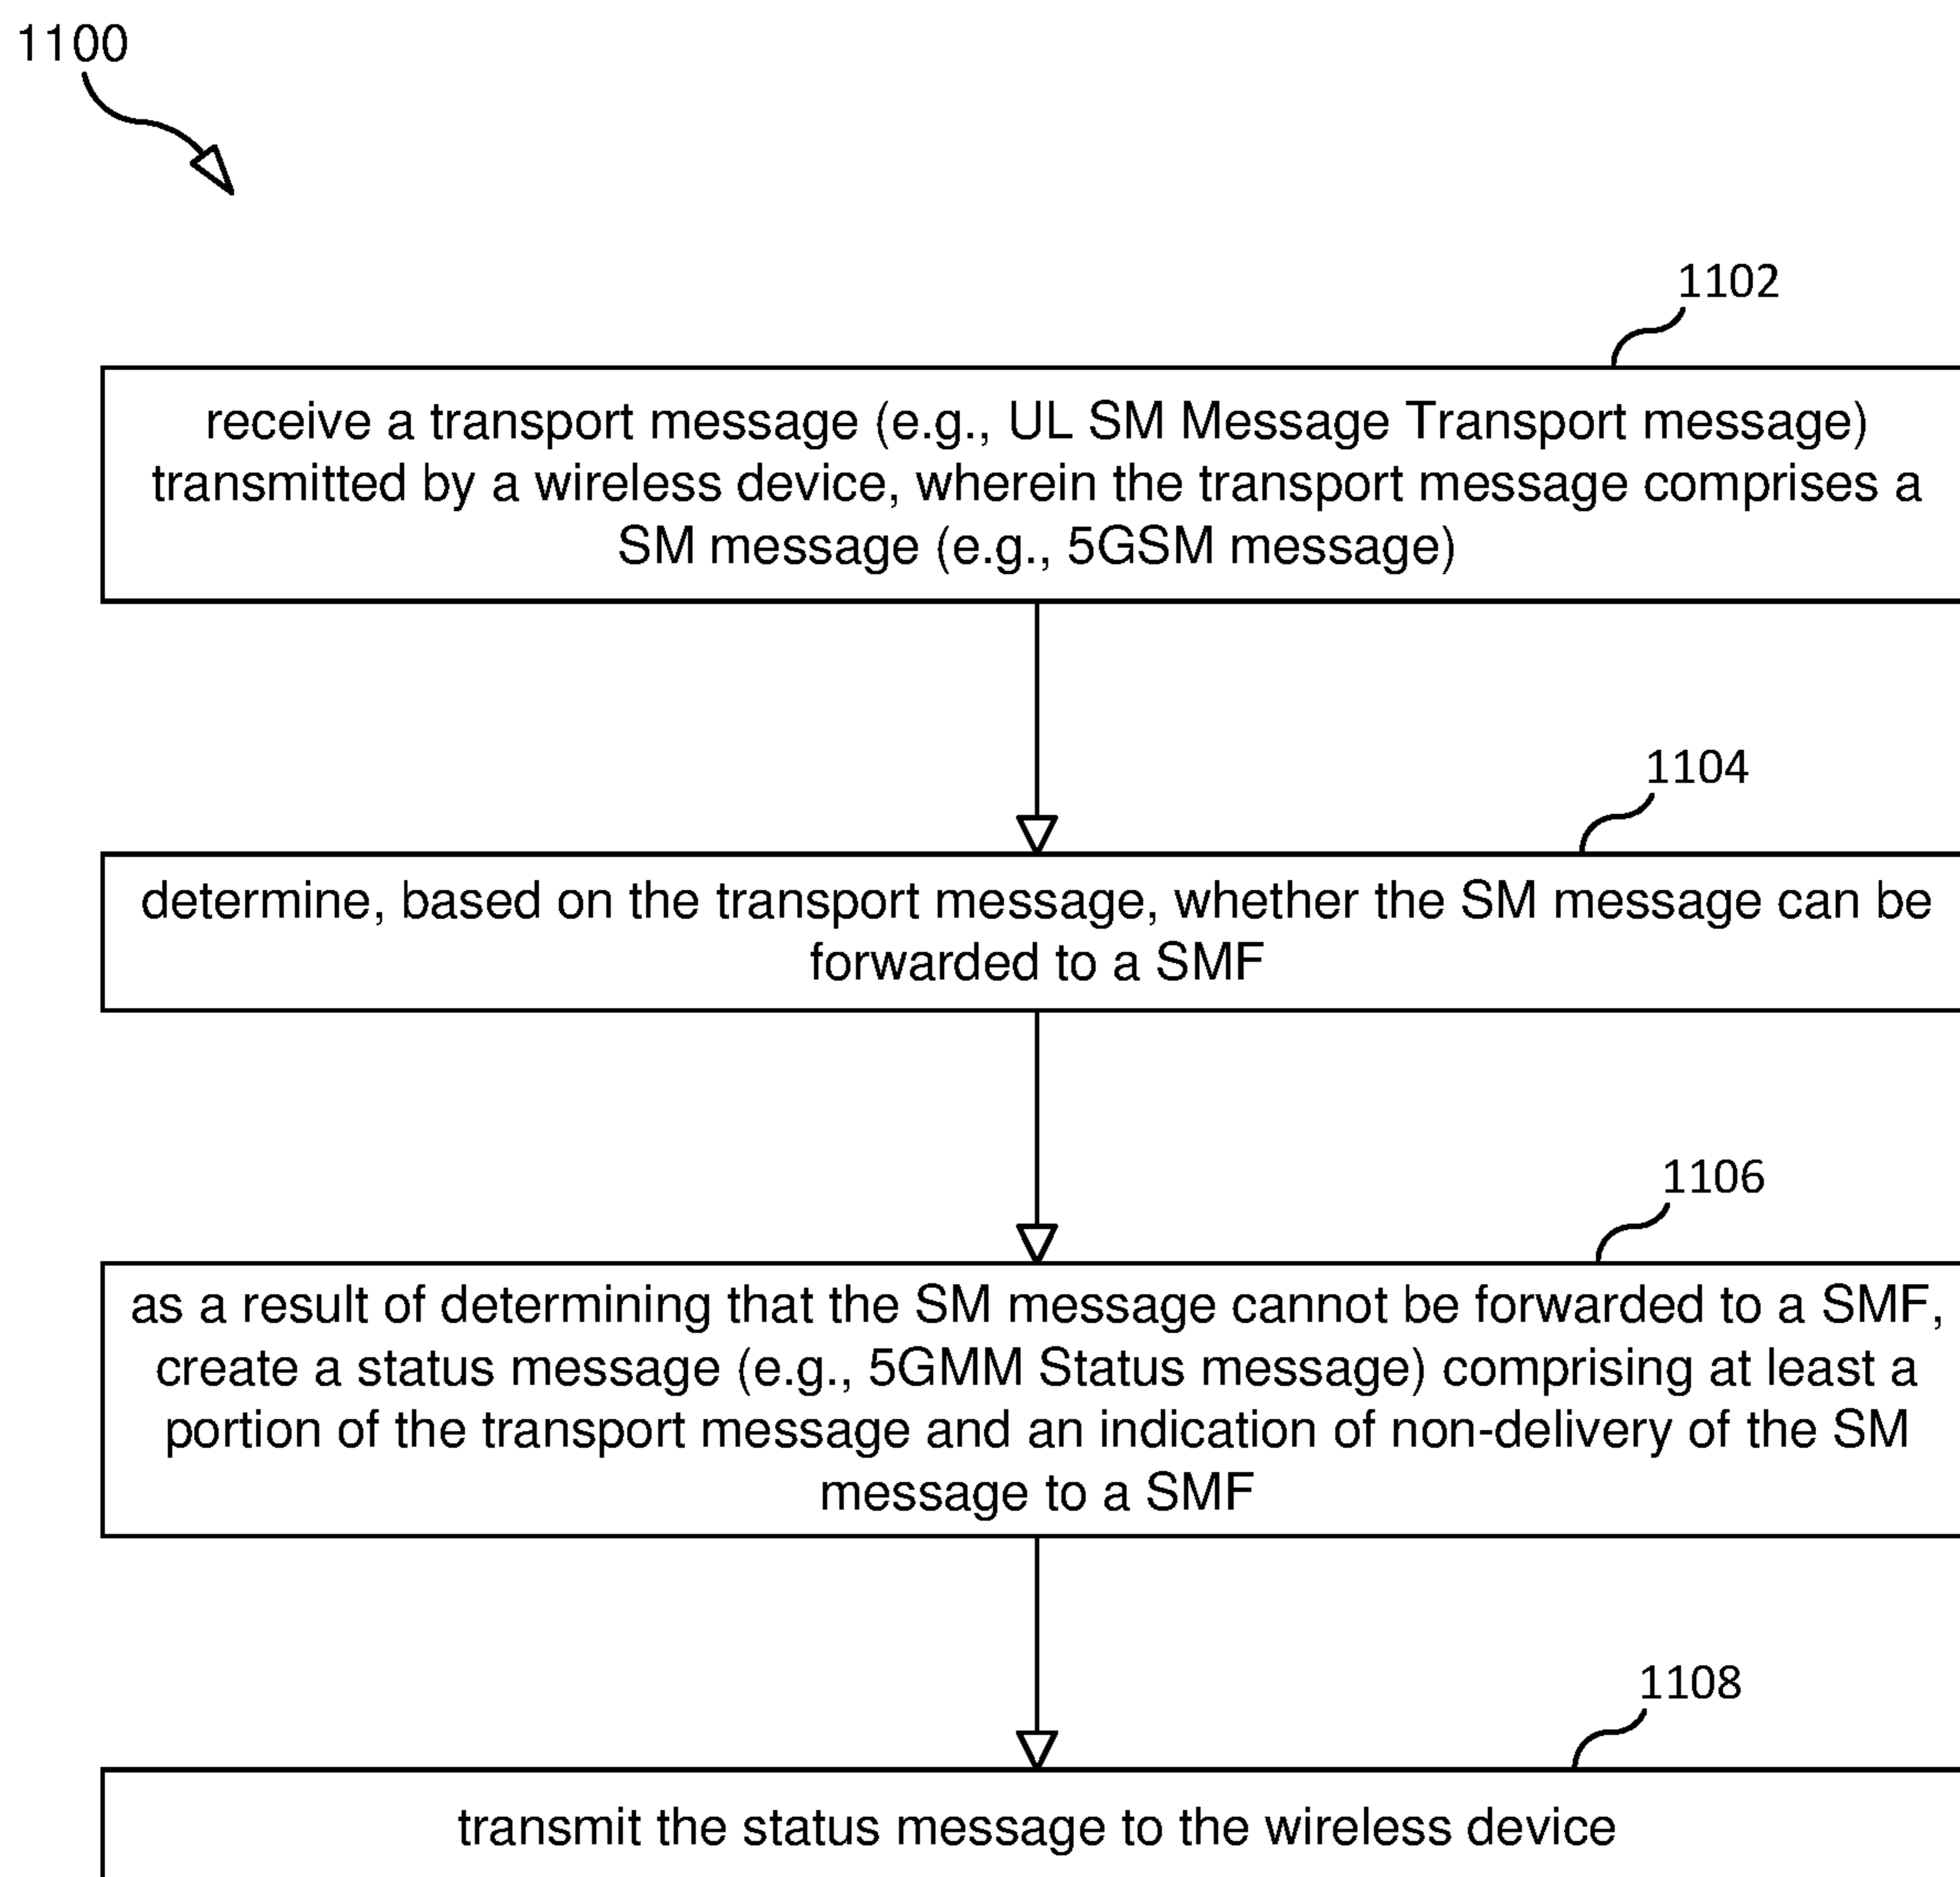 1100
1102
receive a transport message (e.g., UL SM Message Transport message)
transmitted by a wireless device, wherein the transport message comprises a
SM message (e.g., 5GSM message)
1104
determine, based on the transport message, whether the SM message can be
forwarded to a SMF
1106
as a result of determining that the SM message cannot be forwarded to a SMF,
create a status message (e.g., 5GMM Status message) comprising at least a
portion of the transport message and an indication of non-delivery of the SM
message to a SMF
1108
transmit the status message to the wireless device